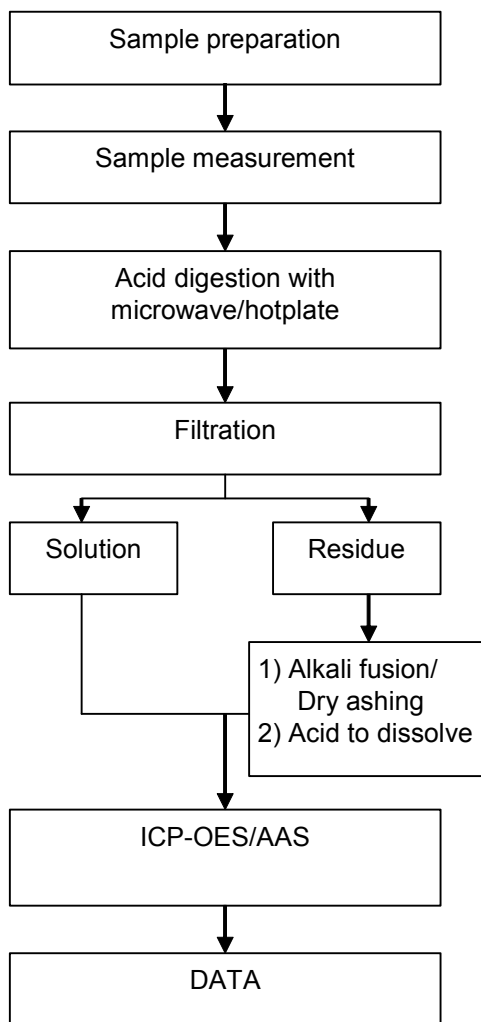 Sample preparation
Sample measurement
Acid digestion with
microwave/hotplate
Filtration
Solution
Residue
1) Alkali fusion/
Dry ashing
2) Acid to dissolve
ICP-OES/AAS
DATA